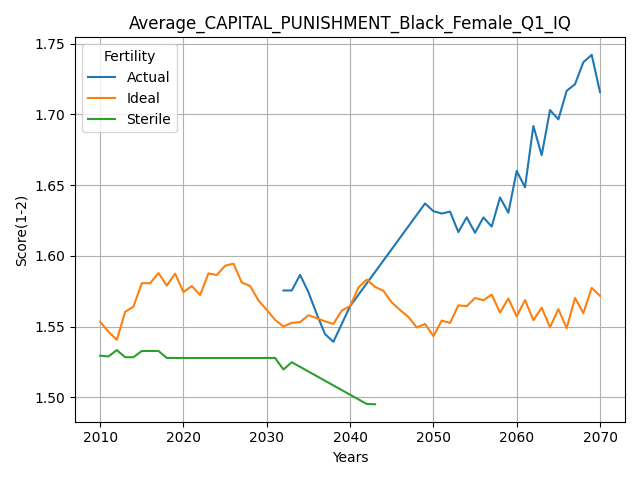 Average_CAPITAL_PUNISHMENT_Black_Female_Q1_IQ
Fertility
Actual
Ideal
Sterile
Score(1-2)
1.75
1.70
1.65
1.60
1.55
1.50
2010 2020 2030 2040 2050 2060 2070
Years